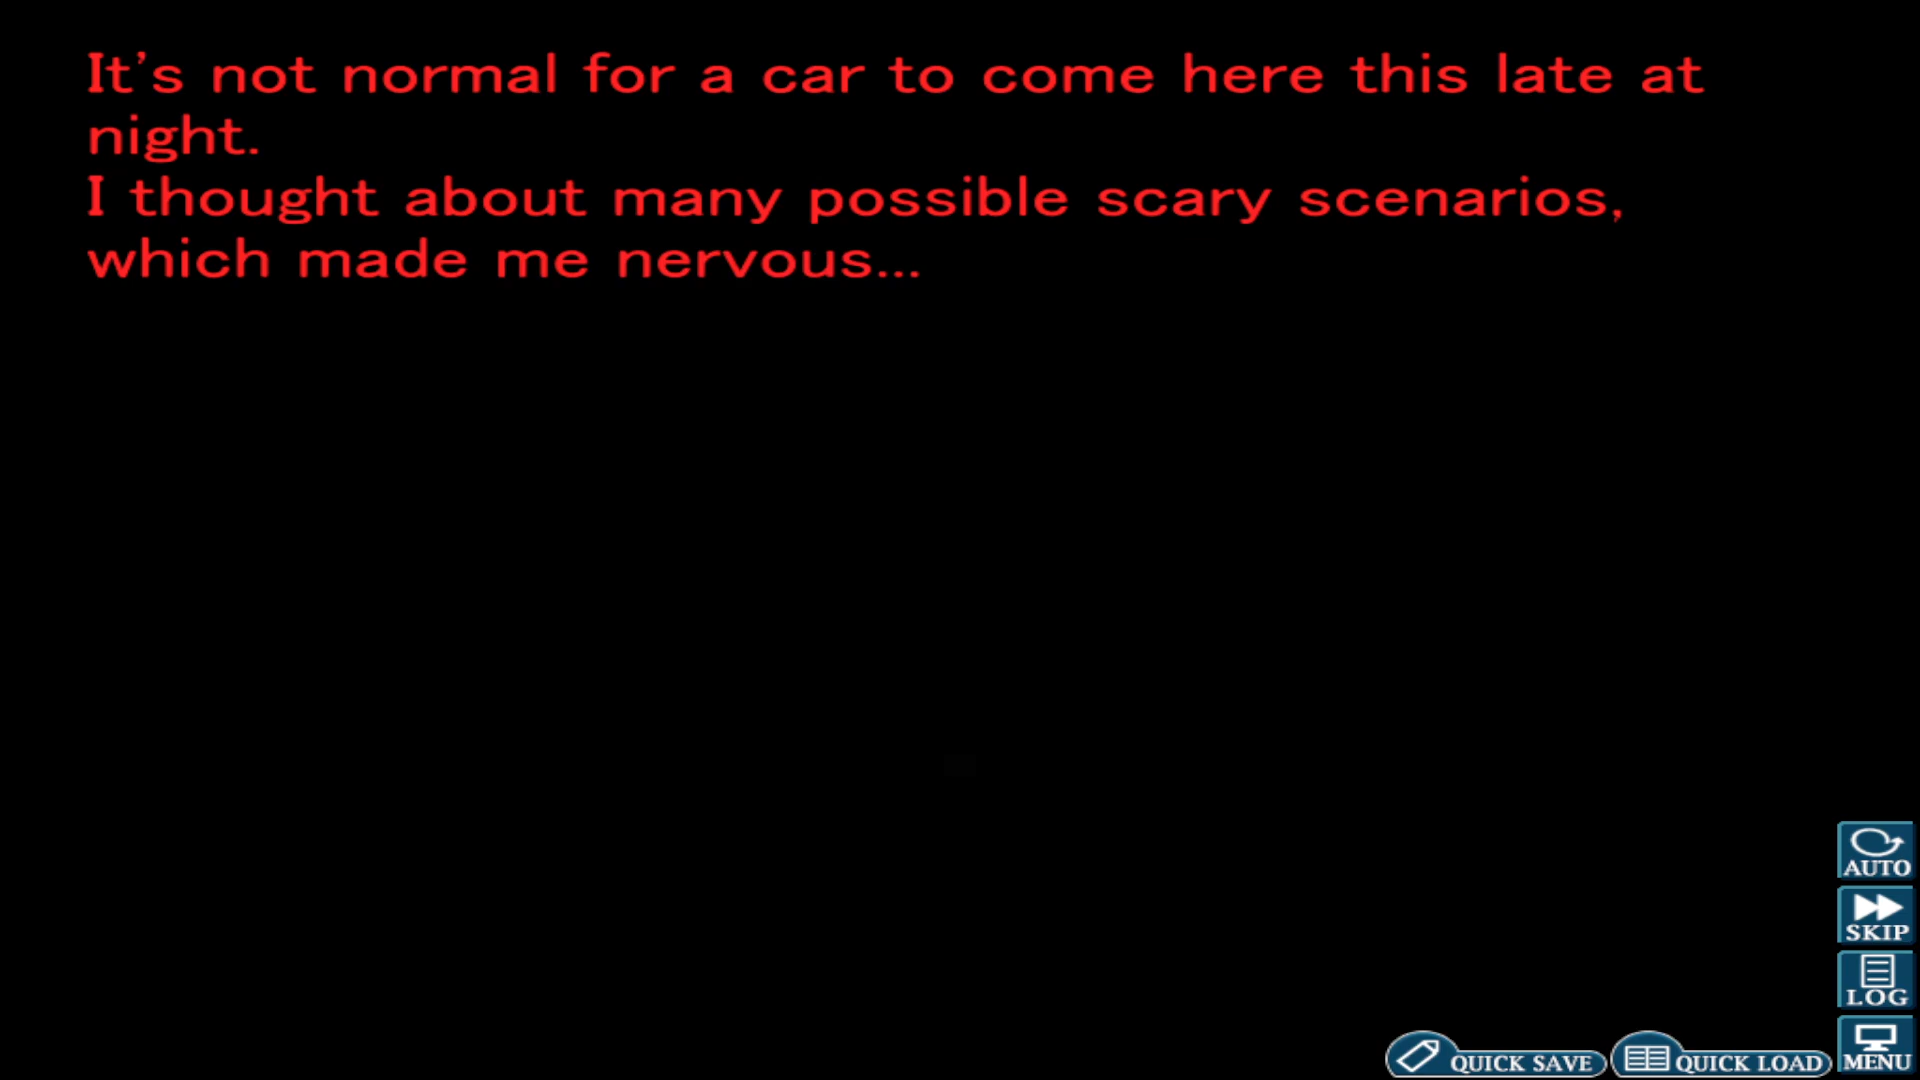 It's not normal for a car to come here this late at
night.
I thought about many possible scary scenarios,
which made me nervous...
AUTO
SKIP
LOG
QUICK SAVE
QUICK LOAD
MENU